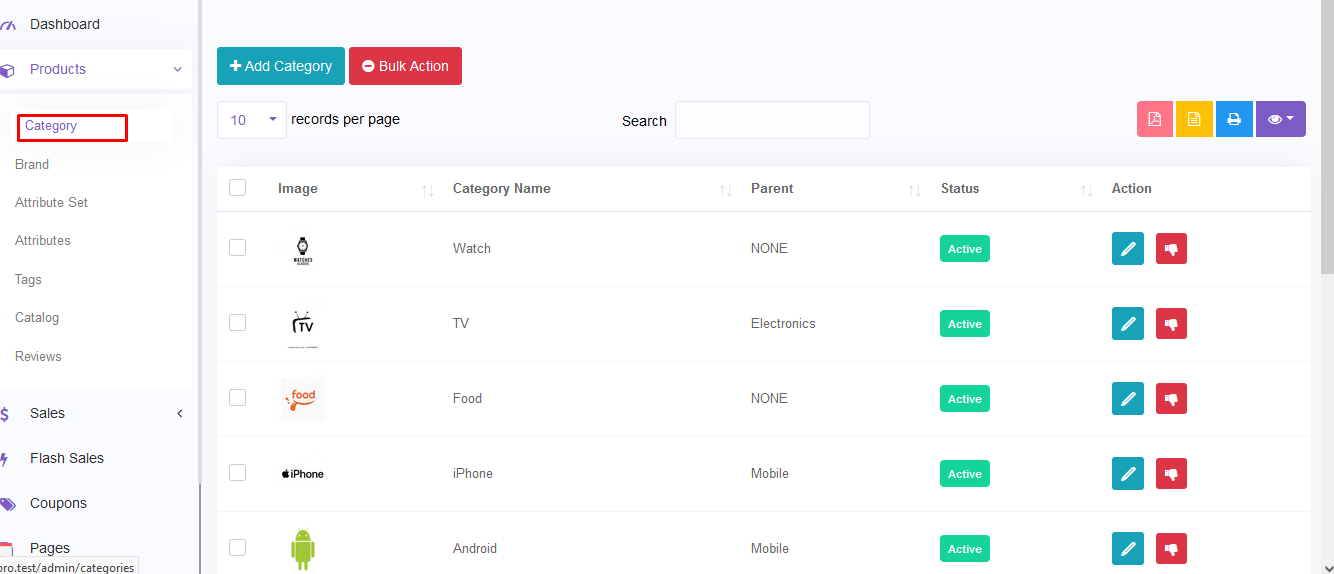 Dashboard
Products
Category
Brand
Attribute Set
Attributes
Tags
Catalog
Reviews
Sales
Flash Sales
Coupons
Pages
pro.test/admin/categories
Add Category
Bulk Action
10 records per page
Search
Image Category Name Parent Status Action
WATCHES
Watch NONE Active
TV
TV Electronics Active
food
Food NONE Active
iPhone
iPhone Mobile Active
Android Mobile Active